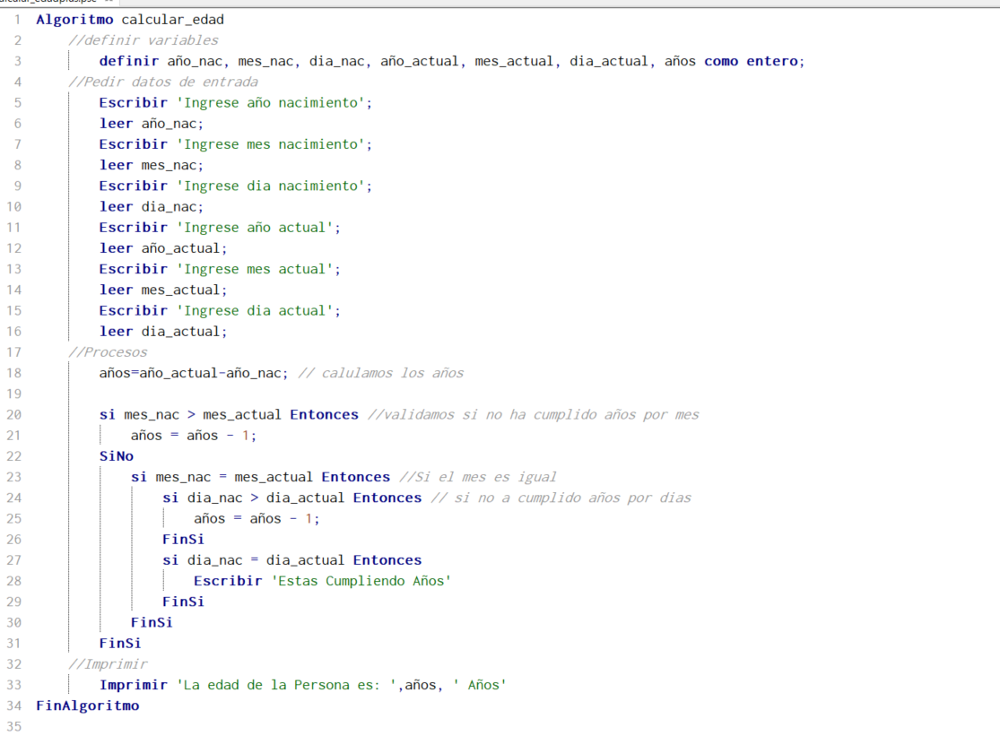 1 Algoritmo calcular_edad
2 //definir variables
3 definir año_nac, mes_nac, dia_nac, año_actual, mes_actual, dia_actual, años como entero;
4 //Pedir datos de entrada
5 Escribir 'Ingrese año nacimiento';
6 leer año_nac;
7 Escribir 'Ingrese mes nacimiento';
8 leer mes_nac;
9 Escribir 'Ingrese dia nacimiento';
10 leer dia_nac;
11 Escribir 'Ingrese año actual';
12 leer año_actual;
13 Escribir 'Ingrese mes actual';
14 leer mes_actual;
15 Escribir 'Ingrese dia actual';
16 leer dia_actual;
17 //Procesos
18 años=año_actual-año_nac; // calulamos los años
19
20 si mes_nac > mes_actual Entonces //validamos si no ha cumplido años por mes
21 años = años - 1;
22 SiNo
23 si mes_nac = mes_actual Entonces //Si el mes es igual
24 si dia_nac > dia_actual Entonces // si no a cumplido años por dias
25 años = años - 1;
26 FinSi
27 si dia_nac = dia_actual Entonces
28 Escribir 'Estas Cumpliendo Años'
29 FinSi
30 FinSi
31 FinSi
32 //Imprimir
33 Imprimir 'La edad de la Persona es: ',años, ' Años'
34 FinAlgoritmo
35